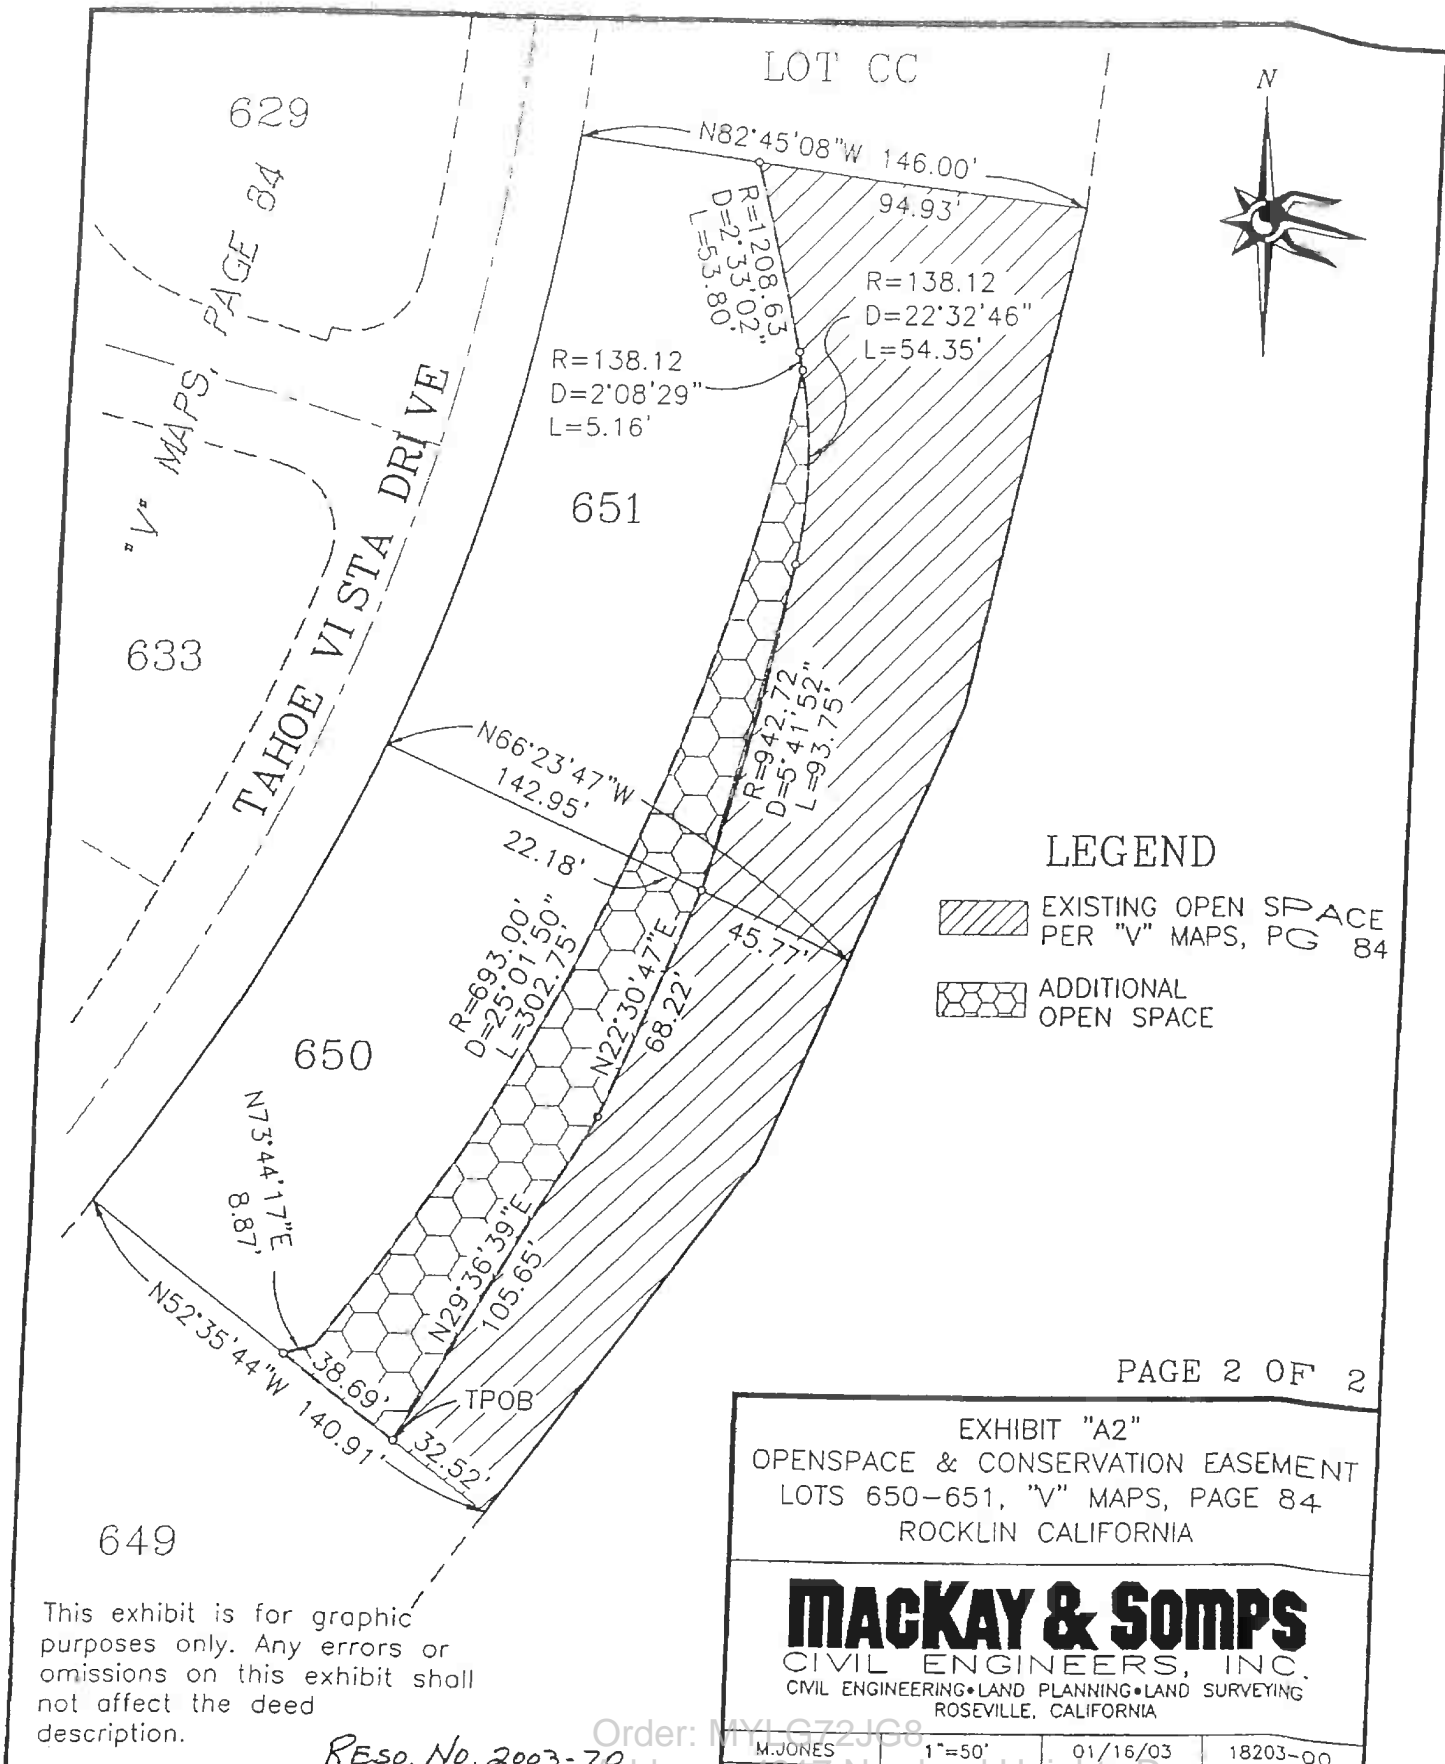 LOT CC
N
629
N82°45'08"W 146.00'
94.93'
R=1208.63
D=2°33'02"
L=53.80'
R=138.12
D=22°32'46"
L=54.35'
R=138.12
D=2°08'29"
L=5.16'
"V" MAPS, PAGE 84
TAHOE VISTA DRIVE
651
633
R=942.72
D=5°41'52"
L=93.75'
N66°23'47"W
142.95'
22.18'
45.77'
LEGEND
EXISTING OPEN SPACE
PER "V" MAPS, PG 84
ADDITIONAL
OPEN SPACE
R=693.00'
D=25°01'50"
L=302.75'
N22°30'47"E
68.22'
650
N73°44'17"E
8.87'
N29°36'39"E
105.65'
N52°35'44"W 140.91'
38.69'
TPOB
32.52'
649
PAGE 2 OF 2
EXHIBIT "A2"
OPENSPACE & CONSERVATION EASEMENT
LOTS 650-651, "V" MAPS, PAGE 84
ROCKLIN CALIFORNIA
MACKAY & SOMPS
CIVIL ENGINEERS, INC.
CIVIL ENGINEERING•LAND PLANNING•LAND SURVEYING
ROSEVILLE, CALIFORNIA
M.JONES 1"=50' 01/16/03 18203-00
This exhibit is for graphic
purposes only. Any errors or
omissions on this exhibit shall
not affect the deed
description.
RESO. NO. 2003-70
Order: MYLGZ2JG8